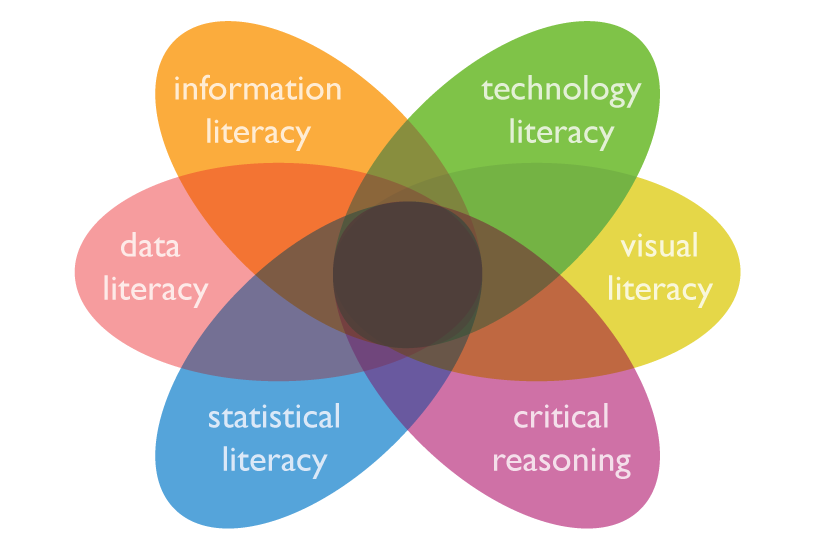 information
literacy
technology
literacy
data
literacy
visual
literacy
statistical
literacy
critical
reasoning